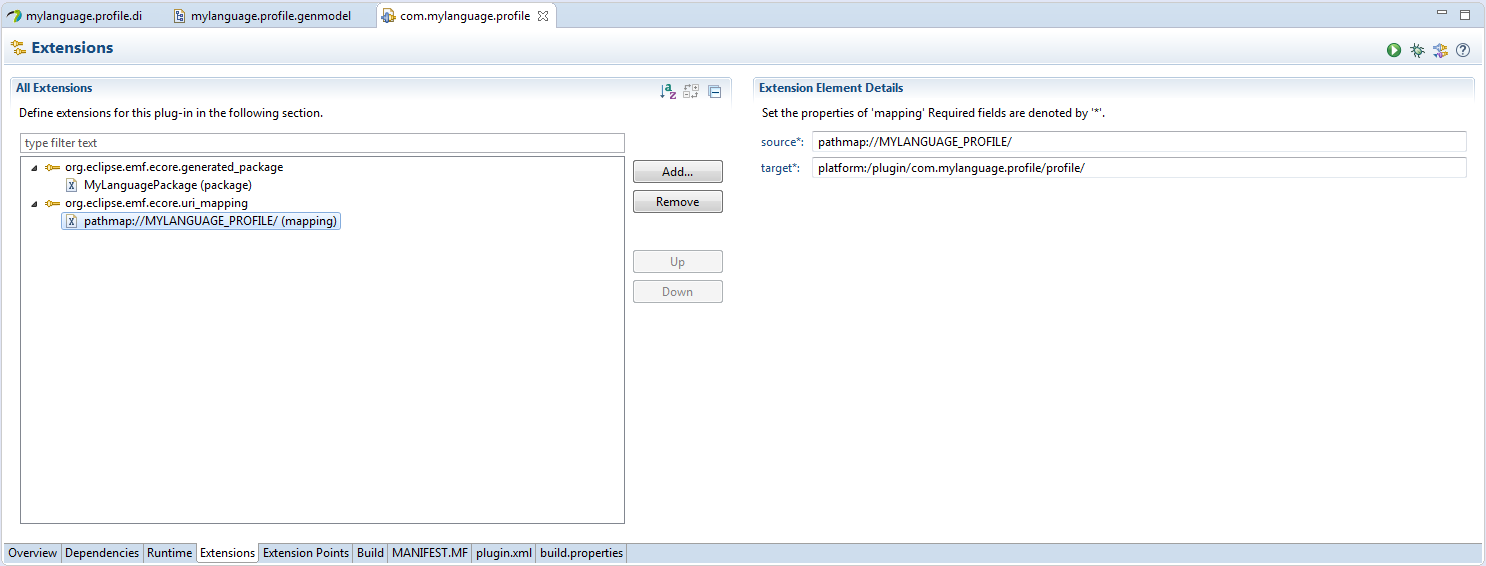 mylanguage.profile.di mylanguage.profile.genmodel com.mylanguage.profile
Extensions
All Extensions
Define extensions for this plug-in in the following section.
type filter text
org.eclipse.emf.ecore.generated_package
MyLanguagePackage (package)
org.eclipse.emf.ecore.uri_mapping
pathmap://MYLANGUAGE_PROFILE/ (mapping)
Add...
Remove
Up
Down
Extension Element Details
Set the properties of 'mapping' Required fields are denoted by '*'.
source*: pathmap://MYLANGUAGE_PROFILE/
target*: platform:/plugin/com.mylanguage.profile/profile/
Overview Dependencies Runtime Extensions Extension Points Build MANIFEST.MF plugin.xml build.properties